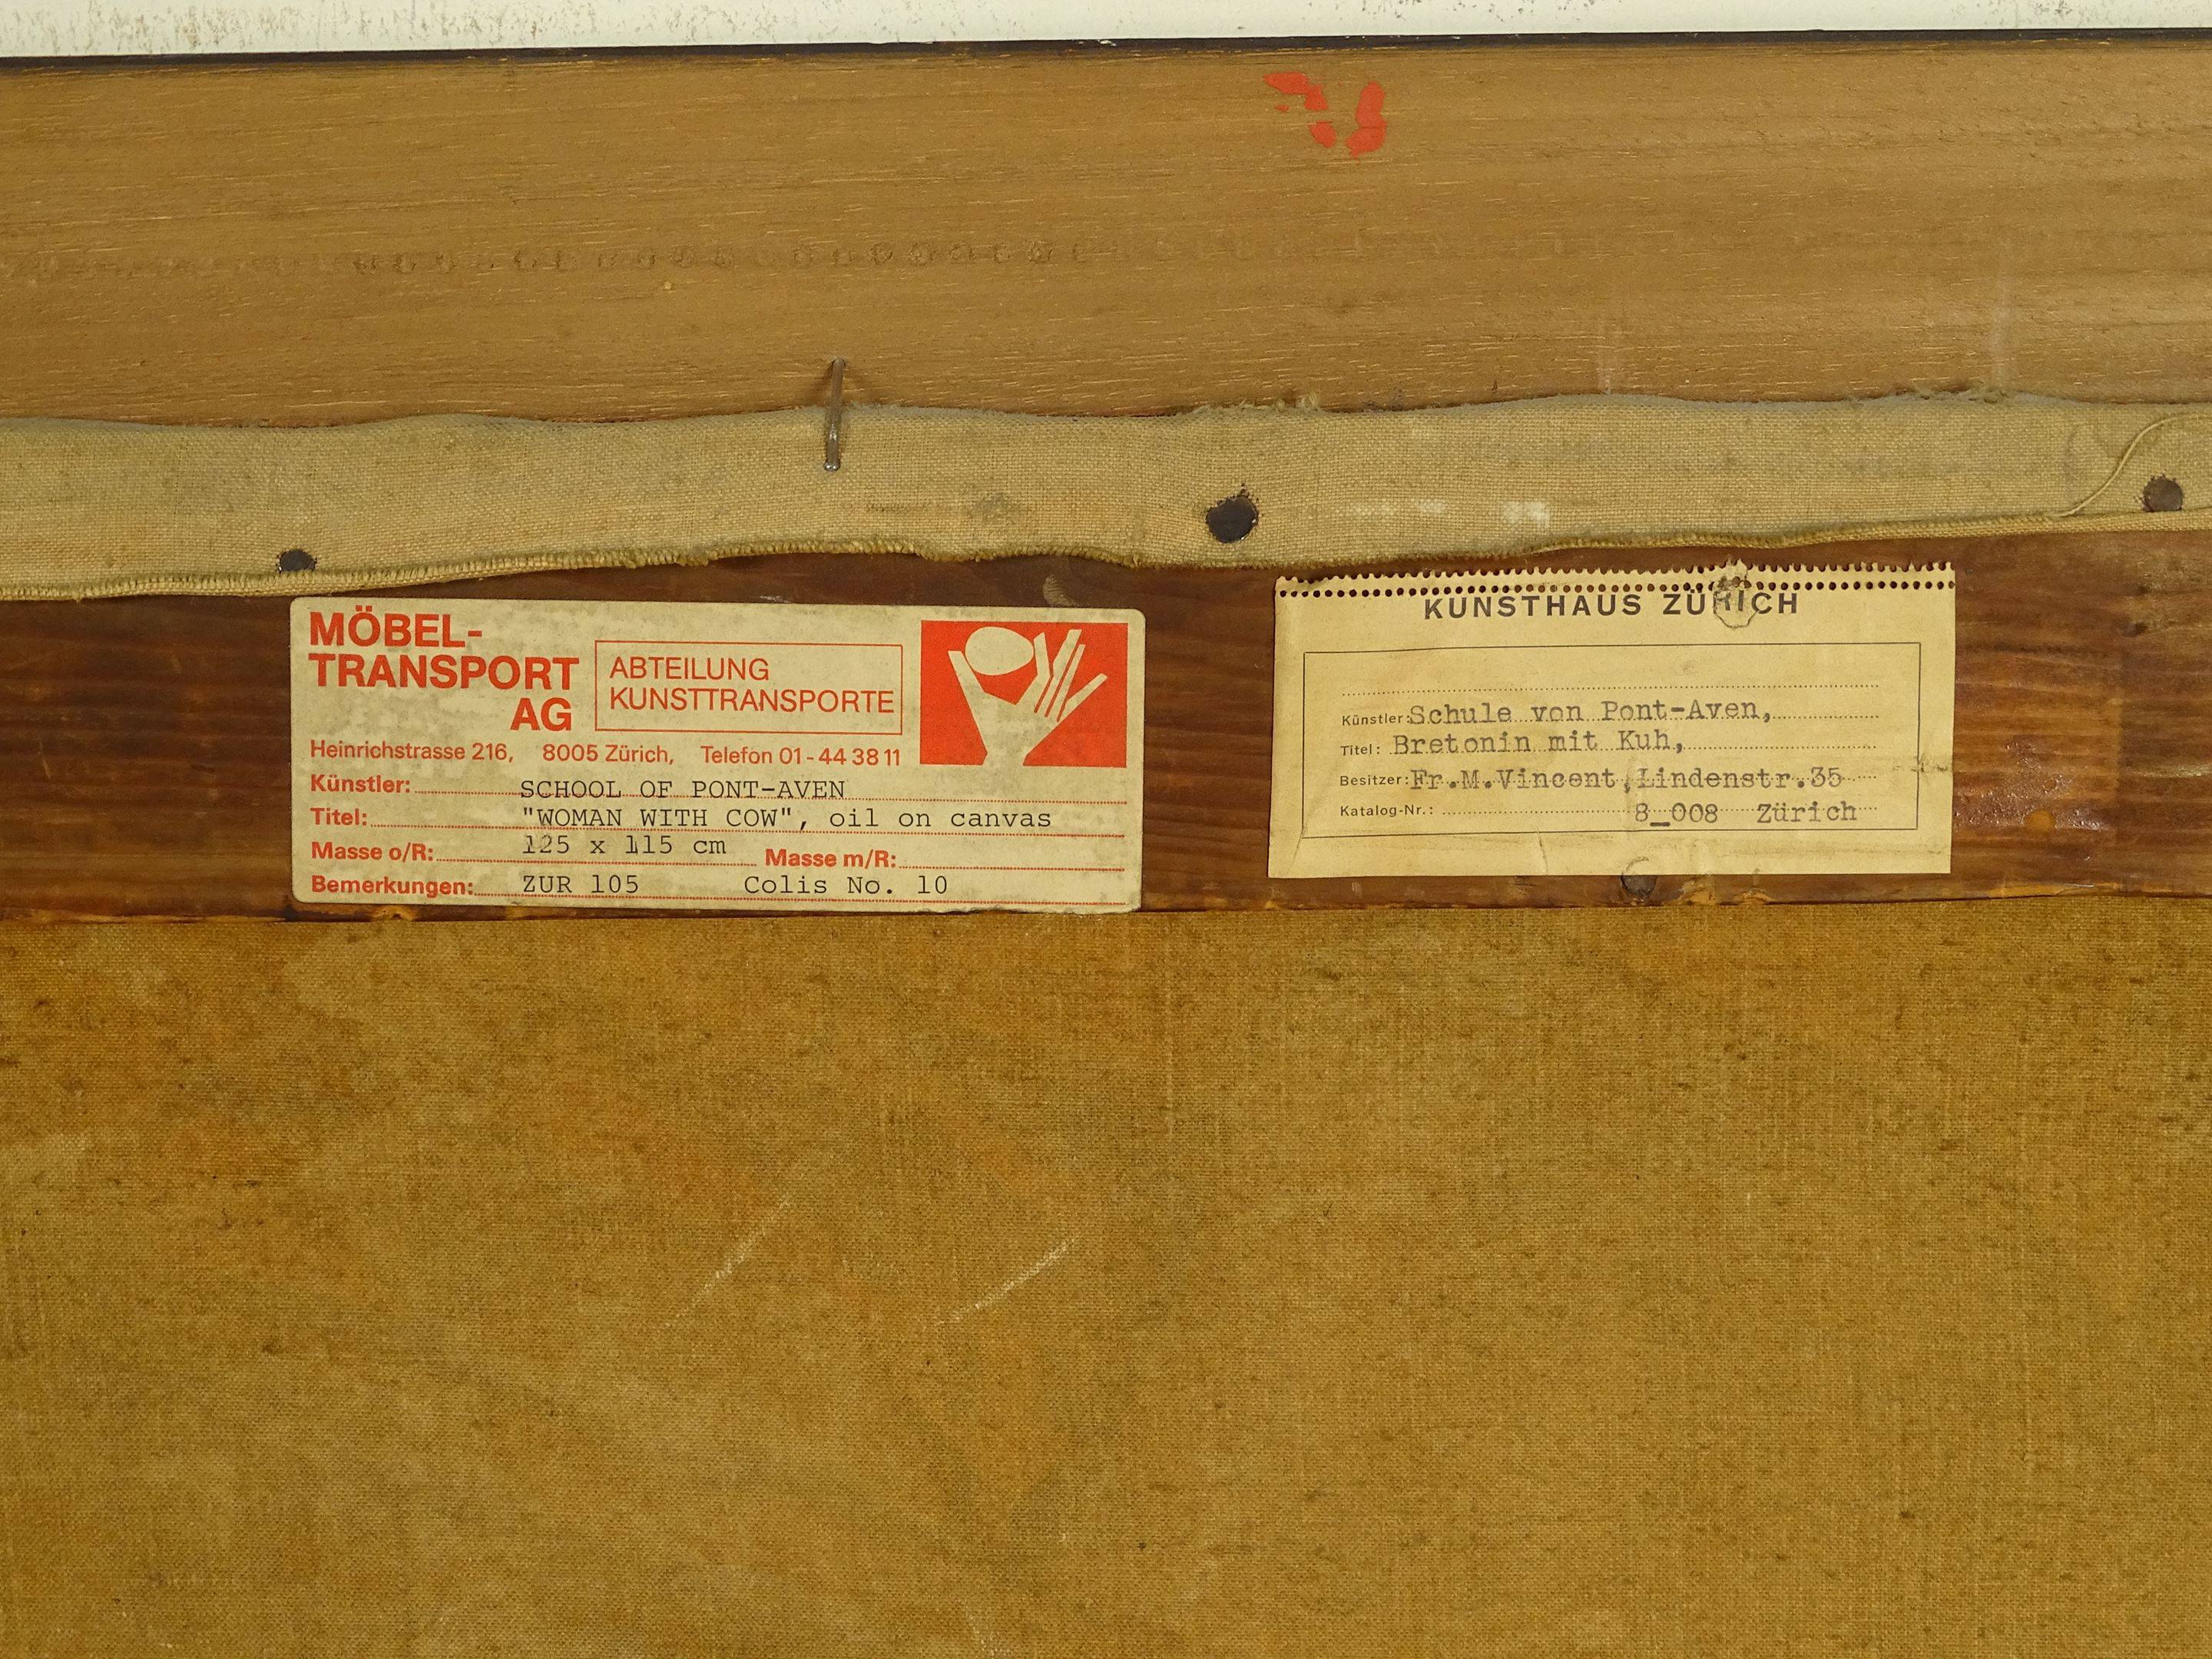 MÖBEL-
TRANSPORT
AG
ABTEILUNG
KUNSTTRANSPORTE
Heinrichstrasse 216, 8005 Zürich, Telefon 01-44 38 11
Künstler: SCHOOL OF PONT-AVEN
Titel: "WOMAN WITH COW", oil on canvas
Masse o/R: 125 x 115 cm Masse m/R:
Bemerkungen: ZUR 105 Colis No. 10
KUNSTHAUS ZÜRICH
Künstler: Schule von Pont-Aven,
Titel: Bretonin mit Kuh,
Besitzer: Fr.M.Vincent,Lindenstr.35
Katalog-Nr.: 8_008 Zürich